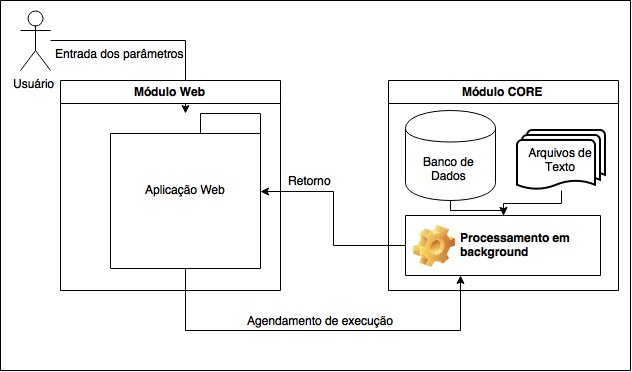 Entrada dos parâmetros
Usuário
Módulo Web
Módulo CORE
Aplicação Web
Banco de
Dados
Arquivos de
Texto
Retorno
Processamento em
background
Agendamento de execução